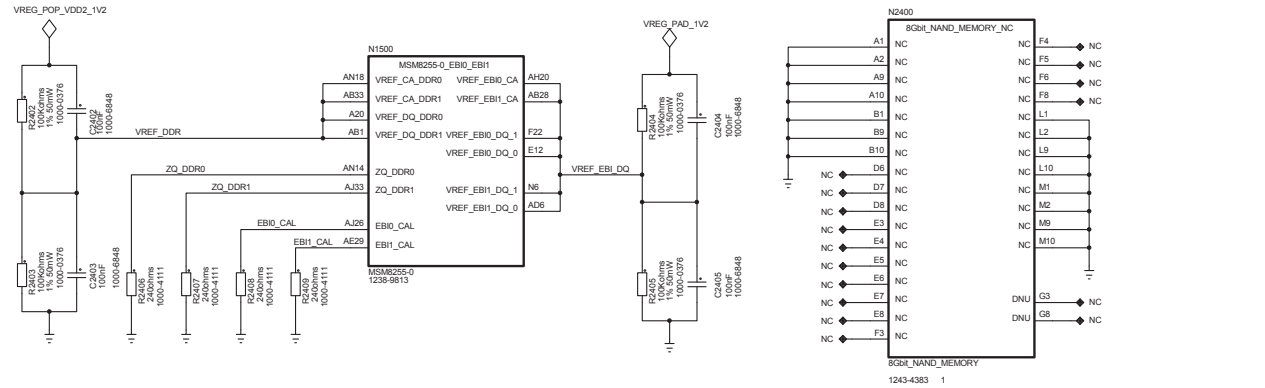 VREG_POP_VDD2_1V2
R2402
100Kohms
1% 50mW
1000-0376
C2402
100nF
1000-6848
VREF_DDR
R2403
100Kohms
1% 50mW
1000-0376
C2403
100nF
1000-6848
ZQ_DDR0
ZQ_DDR1
EBI0_CAL
EBI1_CAL
R2406
240ohms
1000-4111
R2407
240ohms
1000-4111
R2408
240ohms
1000-4111
R2409
240ohms
1000-4111
N1500
MSM8255-0_EBI0_EBI1
AN18 VREF_CA_DDR0 VREF_EBI0_CA AH20
AB33 VREF_CA_DDR1 VREF_EBI1_CA AB28
A20 VREF_DQ_DDR0
AB1 VREF_DQ_DDR1 VREF_EBI0_DQ_1 F22
VREF_EBI0_DQ_0 E12
AN14 ZQ_DDR0
AJ33 ZQ_DDR1 VREF_EBI1_DQ_1 N6
VREF_EBI1_DQ_0 AD6
AJ26 EBI0_CAL
AE29 EBI1_CAL
MSM8255-0
1238-9813
VREF_EBI_DQ
VREG_PAD_1V2
R2404
100Kohms
1% 50mW
1000-0376
C2404
100nF
1000-6848
R2405
100Kohms
1% 50mW
1000-0376
C2405
100nF
1000-6848
N2400
8Gbit_NAND_MEMORY_NC
A1 NC NC F4 NC
A2 NC NC F5 NC
A9 NC NC F6 NC
A10 NC NC F8 NC
B1 NC NC L1
B9 NC NC L2
B10 NC NC L9
NC D6 NC NC L10
NC D7 NC NC M1
NC D8 NC NC M2
NC E3 NC NC M9
NC E4 NC NC M10
NC E5 NC
NC E6 NC
NC E7 NC DNU G3 NC
NC E8 NC DNU G8 NC
NC F3 NC
8Gbit_NAND_MEMORY
1243-4383 1